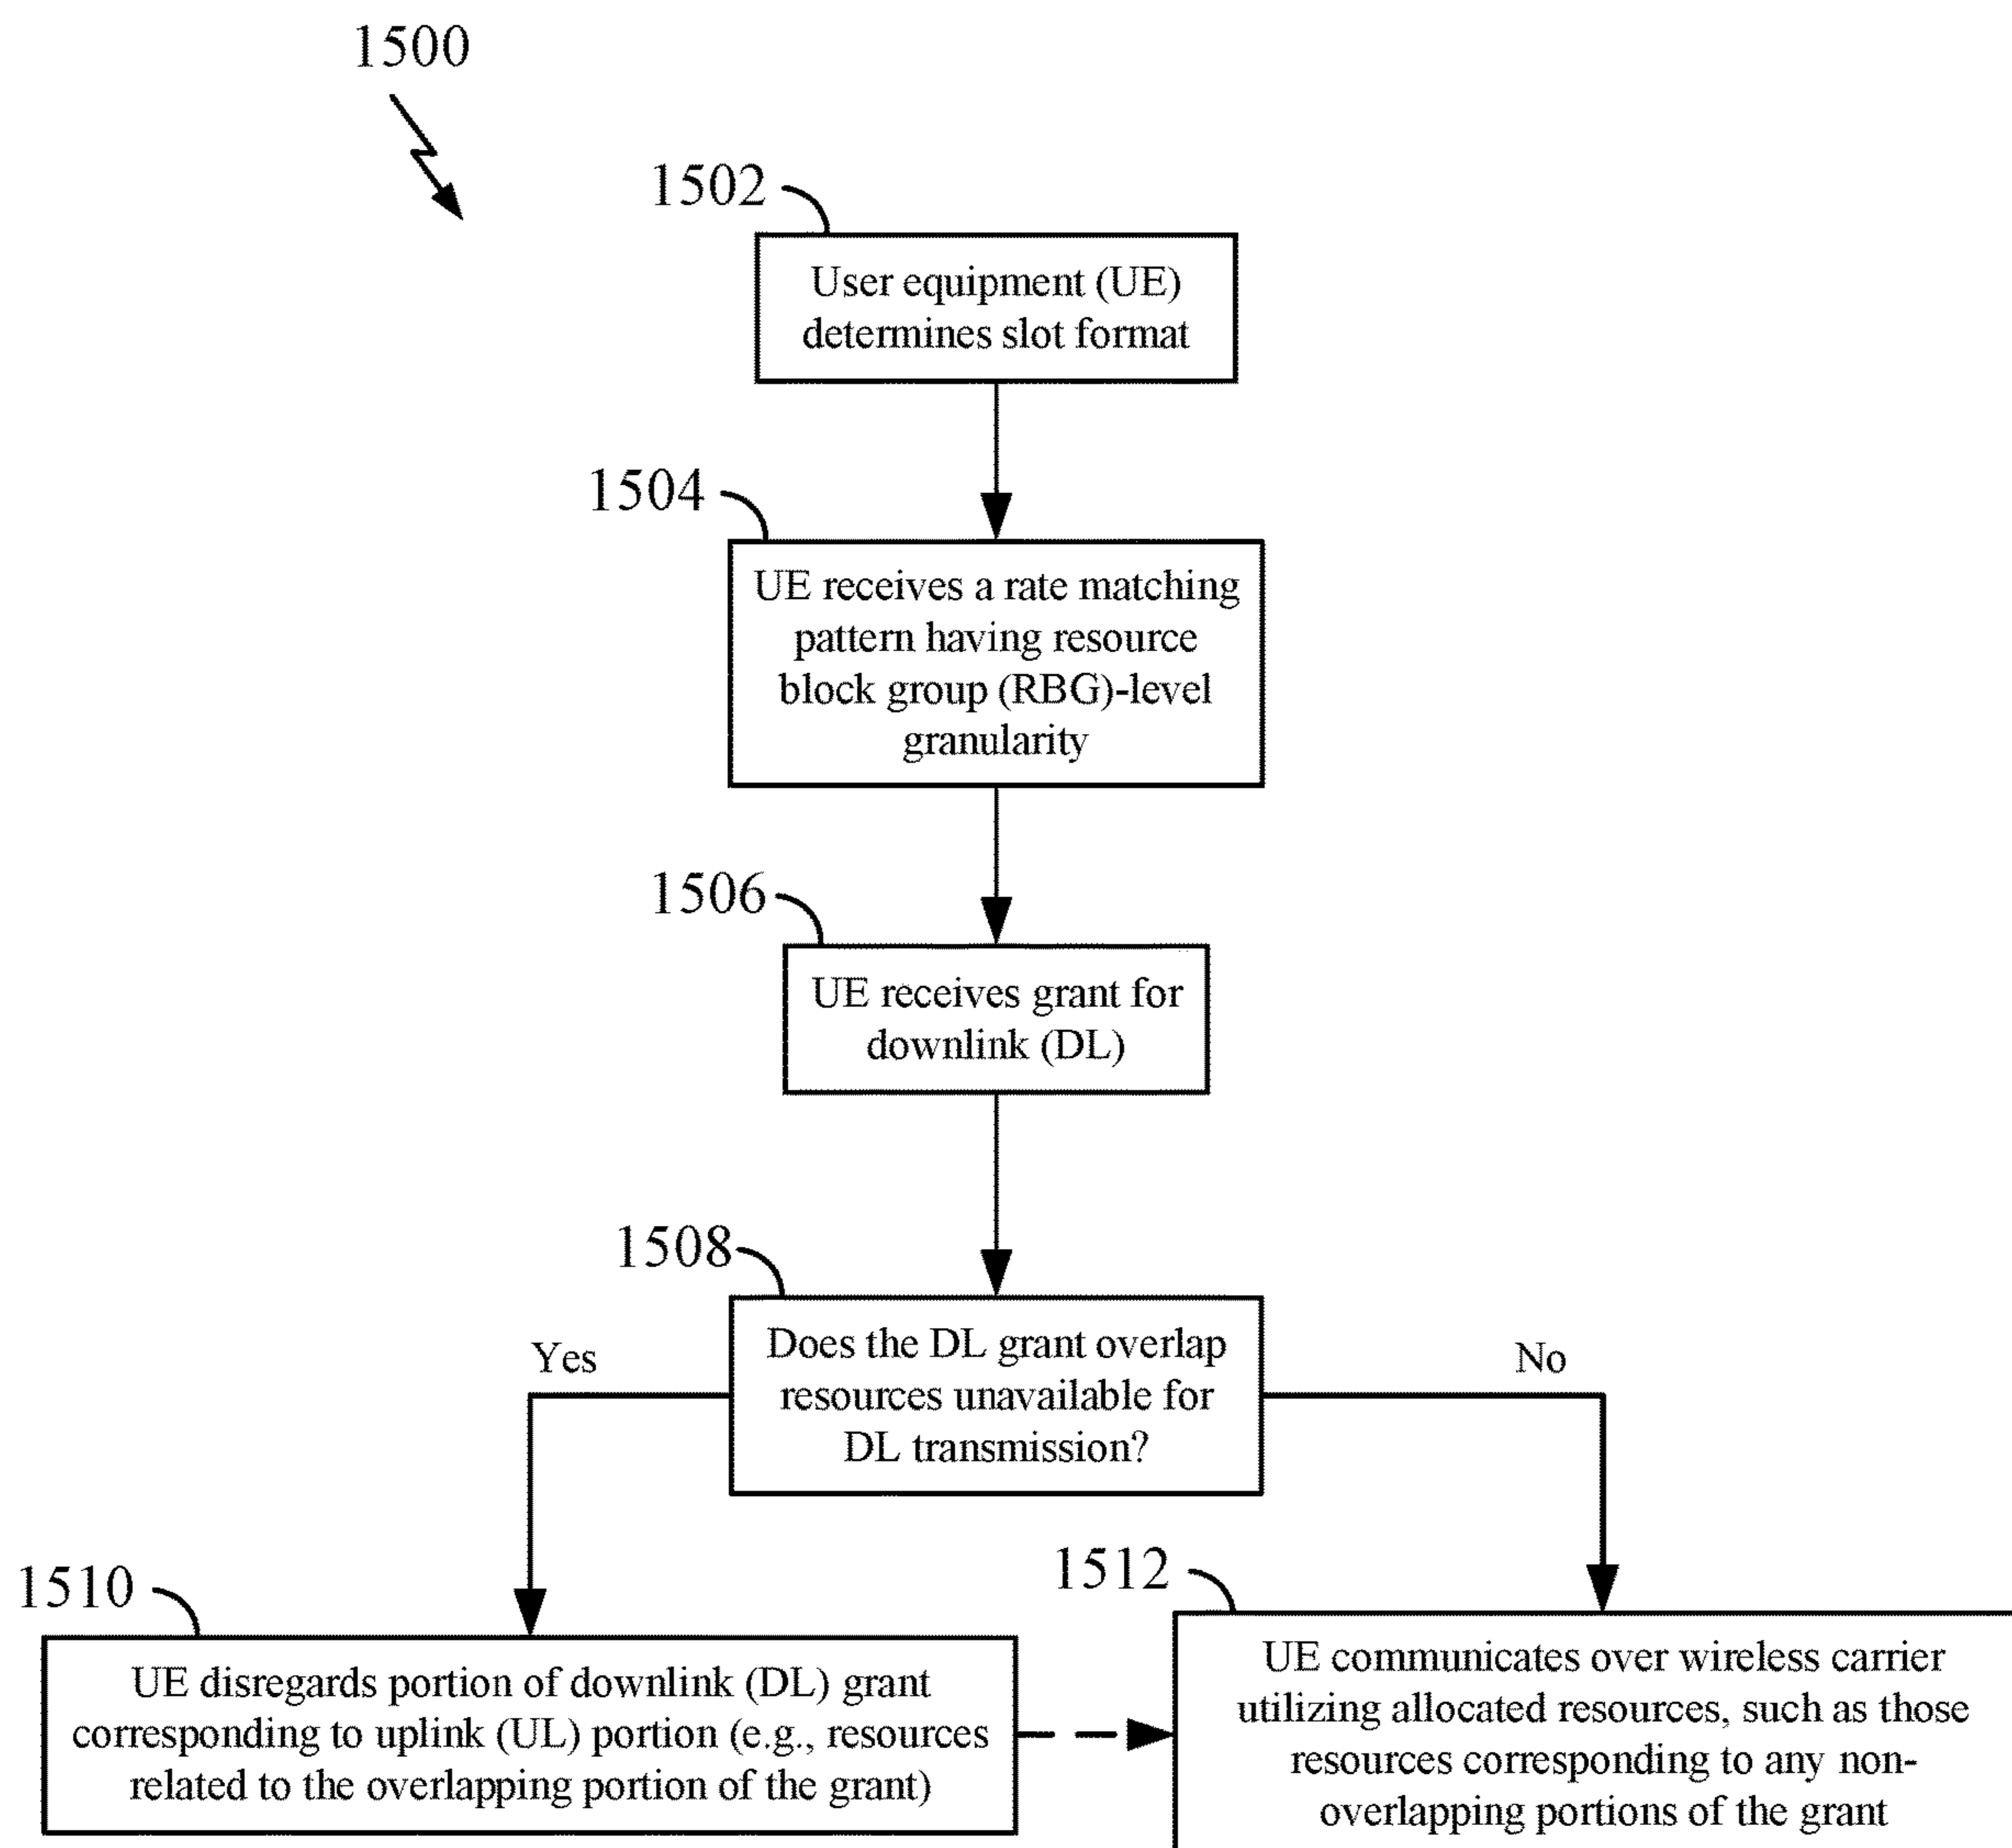 1500
1502
User equipment (UE)
determines slot format
1504
UE receives a rate matching
pattern having resource
block group (RBG)-level
granularity
1506
UE receives grant for
downlink (DL)
1508
Does the DL grant overlap
resources unavailable for
DL transmission?
Yes
No
1510
UE disregards portion of downlink (DL) grant
corresponding to uplink (UL) portion (e.g., resources
related to the overlapping portion of the grant)
1512
UE communicates over wireless carrier
utilizing allocated resources, such as those
resources corresponding to any non-
overlapping portions of the grant